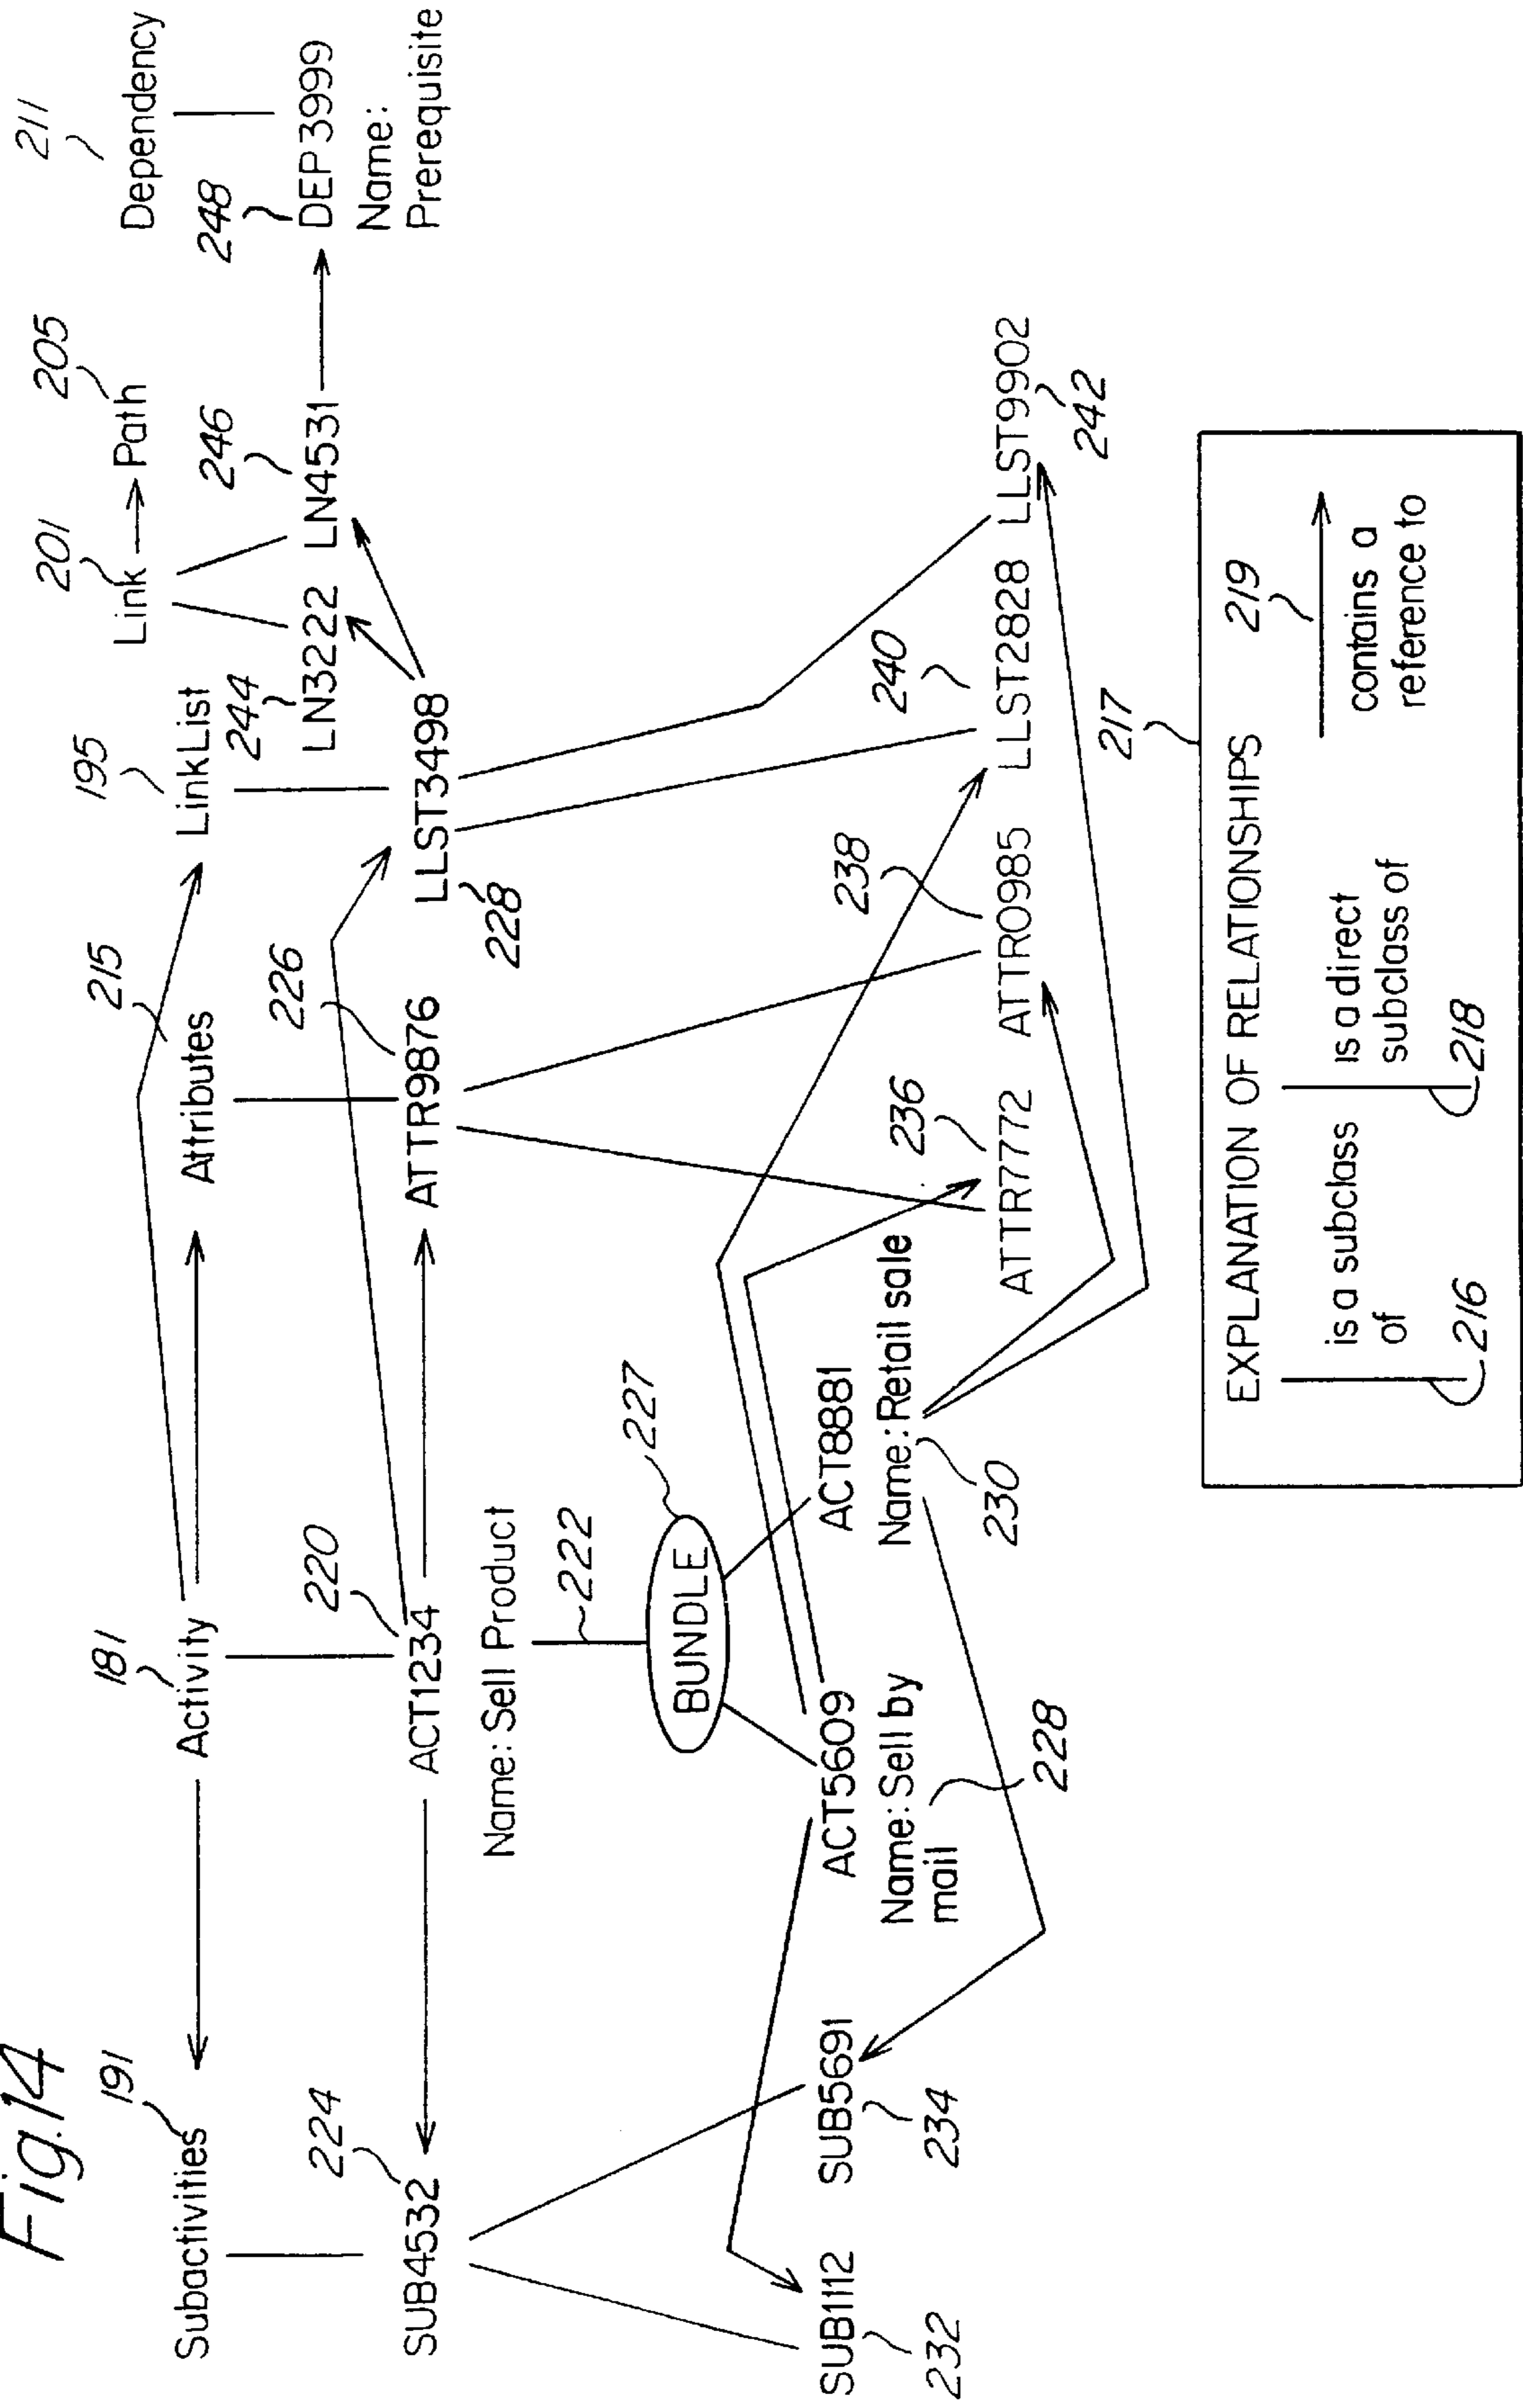 Fig.14
211
201
205
195
Dependency
Link
Path
215
181
191
LinkList
Attributes
Activity
Subactivities
248
246
244
DEP3999
LN4531
LN3222
Name:
Prerequisite
226
220
224
LLST3498
ATTR9876
ACT1234
SUB4532
228
Name: Sell Product
222
227
BUNDLE
238
240
236
ACT8881
ACT5609
SUB5691
SUB1112
Name: Retail sale
Name: Sell by
mail
234
232
230
228
ATTR7772
ATTR0985
LLST2828
LLST9902
242
217
EXPLANATION OF RELATIONSHIPS
219
is a subclass
of
is a direct
subclass of
contains a
reference to
216
218